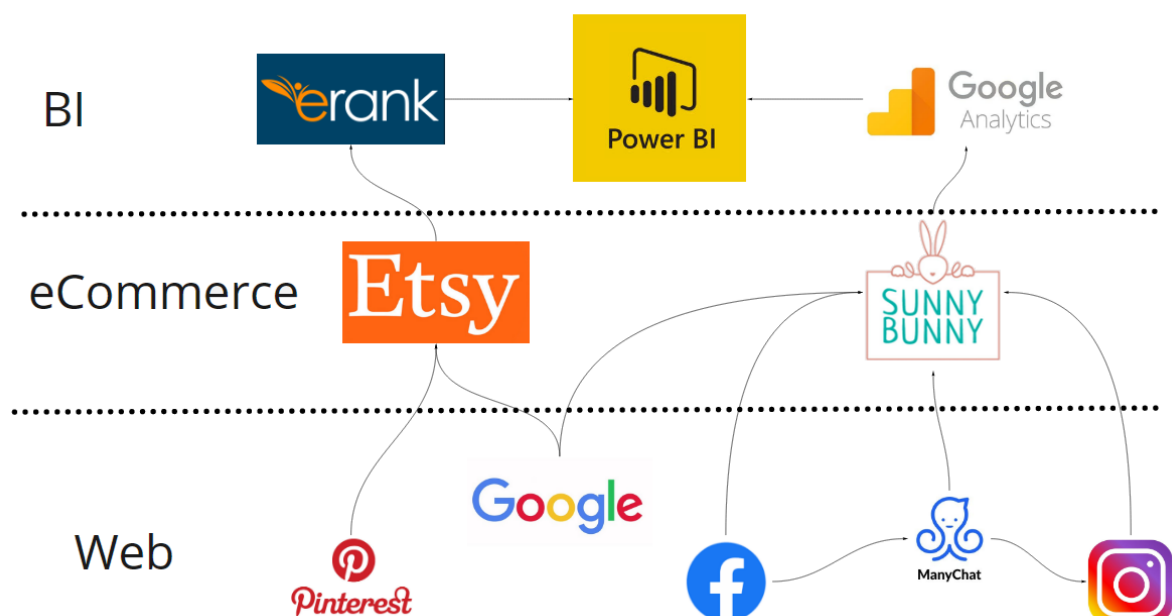 BI
erank
Power BI
Google
Analytics
eCommerce
Etsy
SUNNY
BUNNY
Web
Google
Pinterest
ManyChat